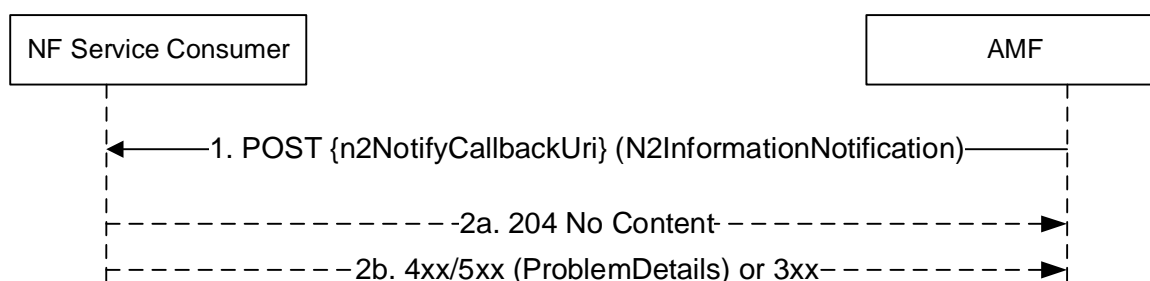 NF Service Consumer
AMF
1. POST {n2NotifyCallbackUri} (N2InformationNotification)
2a. 204 No Content
2b. 4xx/5xx (ProblemDetails) or 3xx